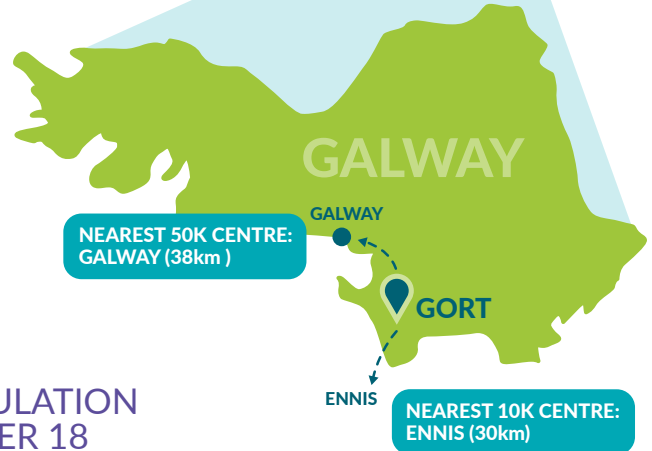 GALWAY
GALWAY
NEAREST 50K CENTRE:
GALWAY (38km )
GORT
ENNIS
NEAREST 10K CENTRE:
ENNIS (30km)
ULATION
ER 18